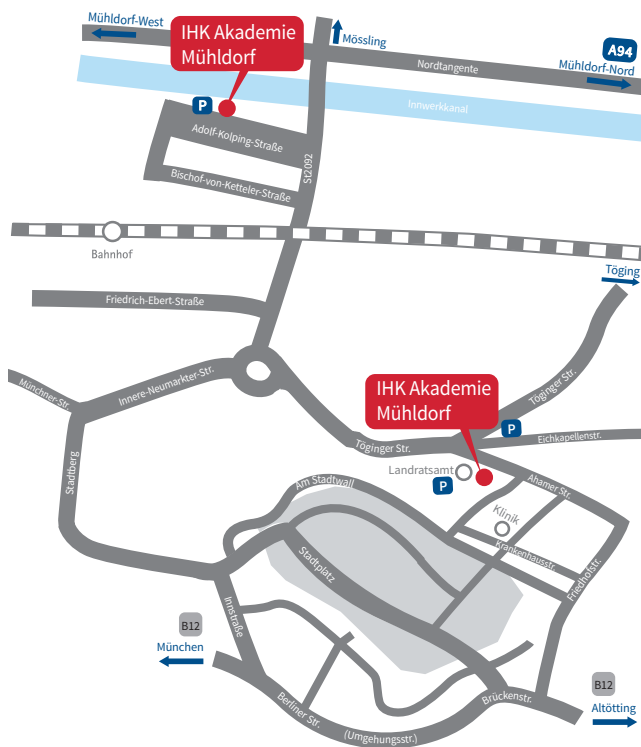 Mühldorf-West
IHK Akademie
Mühldorf
Mössling
A94
Nordtangente
Mühldorf-Nord
Innwerkkanal
P
Adolf-Kolping-Straße
St2092
Bischof-von-Ketteler-Straße
Bahnhof
Töging
Friedrich-Ebert-Straße
Münchner-Str.
Innere-Neumarkter-Str.
IHK Akademie
Mühldorf
Töginger Str.
P
Eichkapellenstr.
Töginger Str.
Stadtberg
Landratsamt
P
Ahamer Str.
Am Stadtwall
Klinik
Krankenhausstr.
Friedhofstr.
Stadtplatz
Innstraße
B12
München
Berliner Str.
(Umgehungsstr.)
Brückenstr.
B12
Altötting